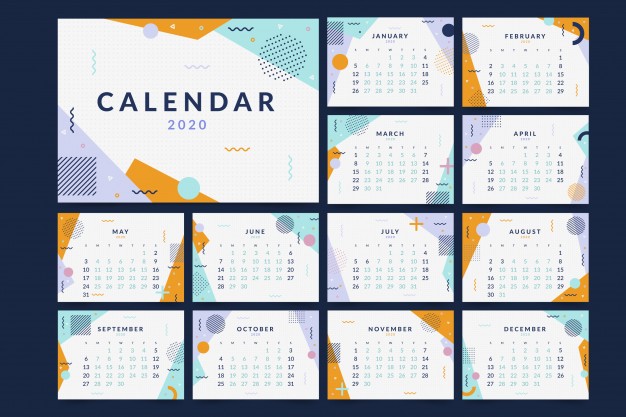 CALENDAR
2020
JANUARY
2020
S M T W T F S
1 2 3 4
5 6 7 8 9 10 11
12 13 14 15 16 17 18
19 20 21 22 23 24 25
26 27 28 29 30 31
FEBRUARY
2020
S M T W T F S
1
2 3 4 5 6 7 8
9 10 11 12 13 14 15
16 17 18 19 20 21 22
23 24 25 26 27 28 29
MARCH
2020
S M T W T F S
1 2 3 4 5 6 7
8 9 10 11 12 13 14
15 16 17 18 19 20 21
22 23 24 25 26 27 28
29 30 31
APRIL
2020
S M T W T F S
1 2 3 4
5 6 7 8 9 10 11
12 13 14 15 16 17 18
19 20 21 22 23 24 25
26 27 28 29 30
MAY
2020
S M T W T F S
1 2
3 4 5 6 7 8 9
10 11 12 13 14 15 16
17 18 19 20 21 22 23
24 25 26 27 28 29 30
31
JUNE
2020
S M T W T F S
1 2 3 4 5 6
7 8 9 10 11 12 13
14 15 16 17 18 19 20
21 22 23 24 25 26 27
28 29 30
JULY
2020
S M T W T F S
1 2 3 4
5 6 7 8 9 10 11
12 13 14 15 16 17 18
19 20 21 22 23 24 25
26 27 28 29 30 31
AUGUST
2020
S M T W T F S
1
2 3 4 5 6 7 8
9 10 11 12 13 14 15
16 17 18 19 20 21 22
23 24 25 26 27 28 29
30 31
SEPTEMBER
2020
S M T W T F S
1 2 3 4 5
6 7 8 9 10 11 12
13 14 15 16 17 18 19
20 21 22 23 24 25 26
27 28 29 30
OCTOBER
2020
S M T W T F S
1 2 3
4 5 6 7 8 9 10
11 12 13 14 15 16 17
18 19 20 21 22 23 24
25 26 27 28 29 30 31
NOVEMBER
2020
S M T W T F S
1 2 3 4 5 6 7
8 9 10 11 12 13 14
15 16 17 18 19 20 21
22 23 24 25 26 27 28
29 30
DECEMBER
2020
S M T W T F S
1 2 3 4 5
6 7 8 9 10 11 12
13 14 15 16 17 18 19
20 21 22 23 24 25 26
27 28 29 30 31